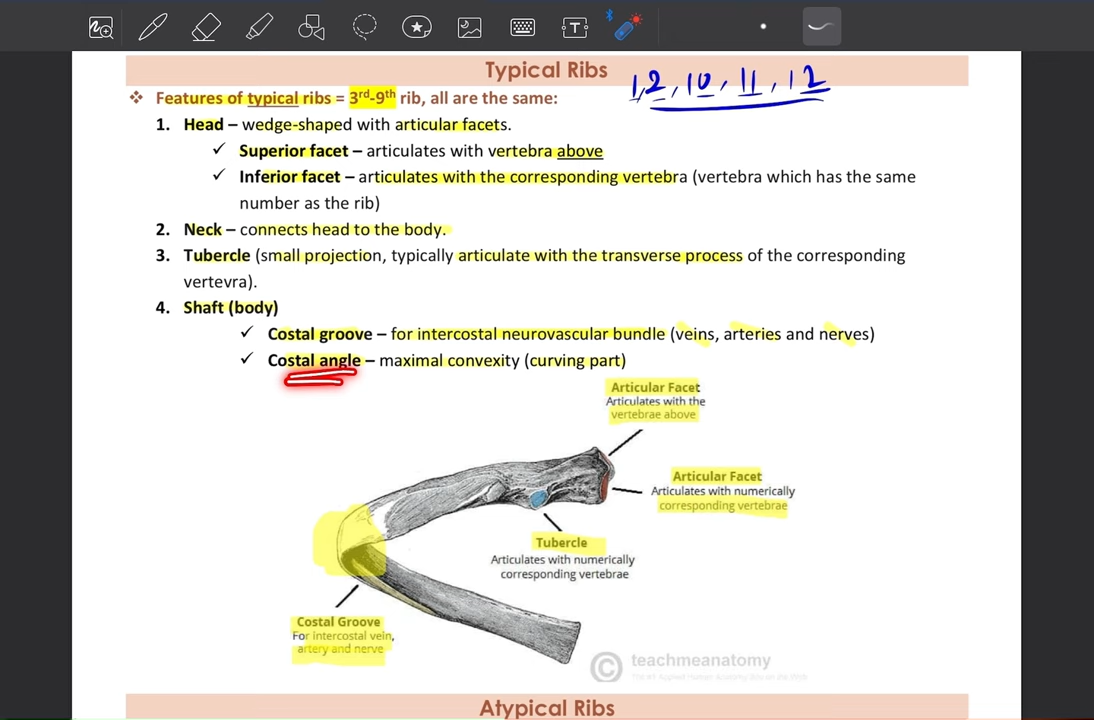 Typical Ribs
1, 2, 10, 11, 12
❖ Features of typical ribs = 3rd-9th rib, all are the same:
1. Head – wedge-shaped with articular facets.
✓ Superior facet – articulates with vertebra above
✓ Inferior facet – articulates with the corresponding vertebra (vertebra which has the same
number as the rib)
2. Neck – connects head to the body.
3. Tubercle (small projection, typically articulate with the transverse process of the corresponding
vertevra).
4. Shaft (body)
✓ Costal groove – for intercostal neurovascular bundle (veins, arteries and nerves)
✓ Costal angle – maximal convexity (curving part)
Articular Facet
Articulates with the
vertebrae above
Articular Facet
Articulates with numerically
corresponding vertebrae
Tubercle
Articulates with numerically
corresponding vertebrae
Costal Groove
For intercostal vein,
artery and nerve
© teachmeanatomy
Atypical Ribs